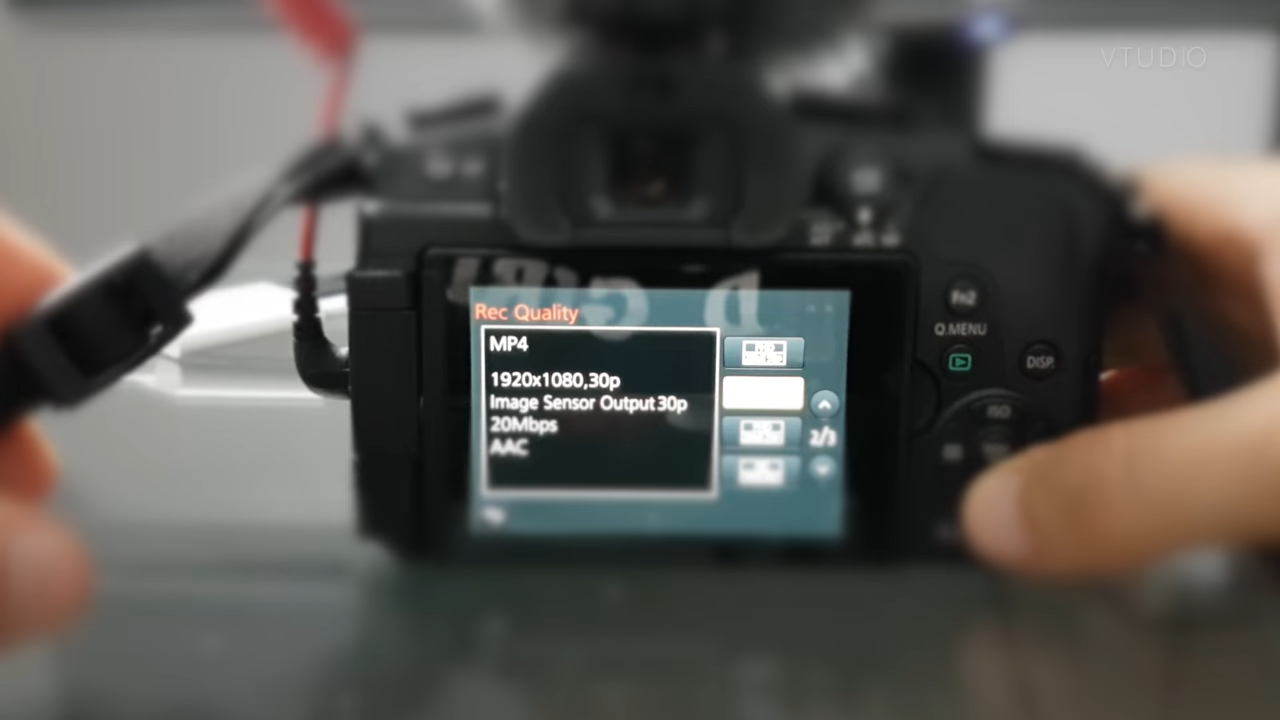 VTUDIO
Rec Quality
MP4
1920x1080,30p
Image Sensor Output 30p
20Mbps
AAC
2/3
Fn2
Q.MENU
DISP.
ISO